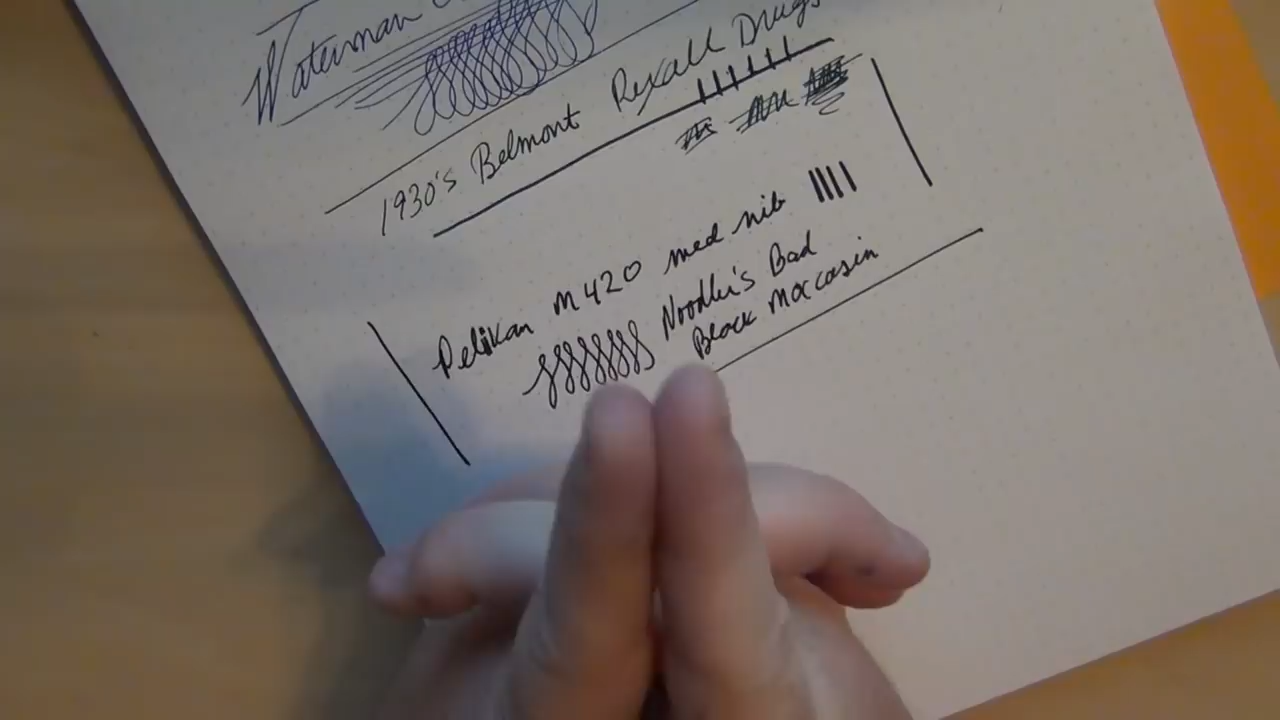 Waterman
1930's Belmont Rexall Drugs
Pelikan M420 med nib
Noodler's Bad
Black Moccasin